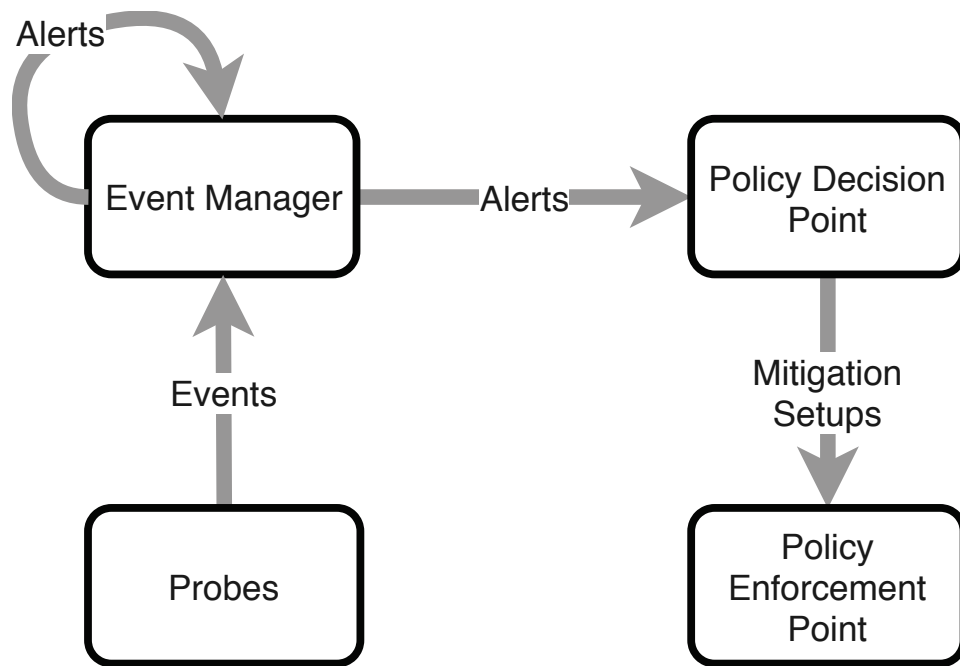 Alerts
Event Manager
Alerts
Policy Decision
Point
Events
Mitigation
Setups
Probes
Policy
Enforcement
Point